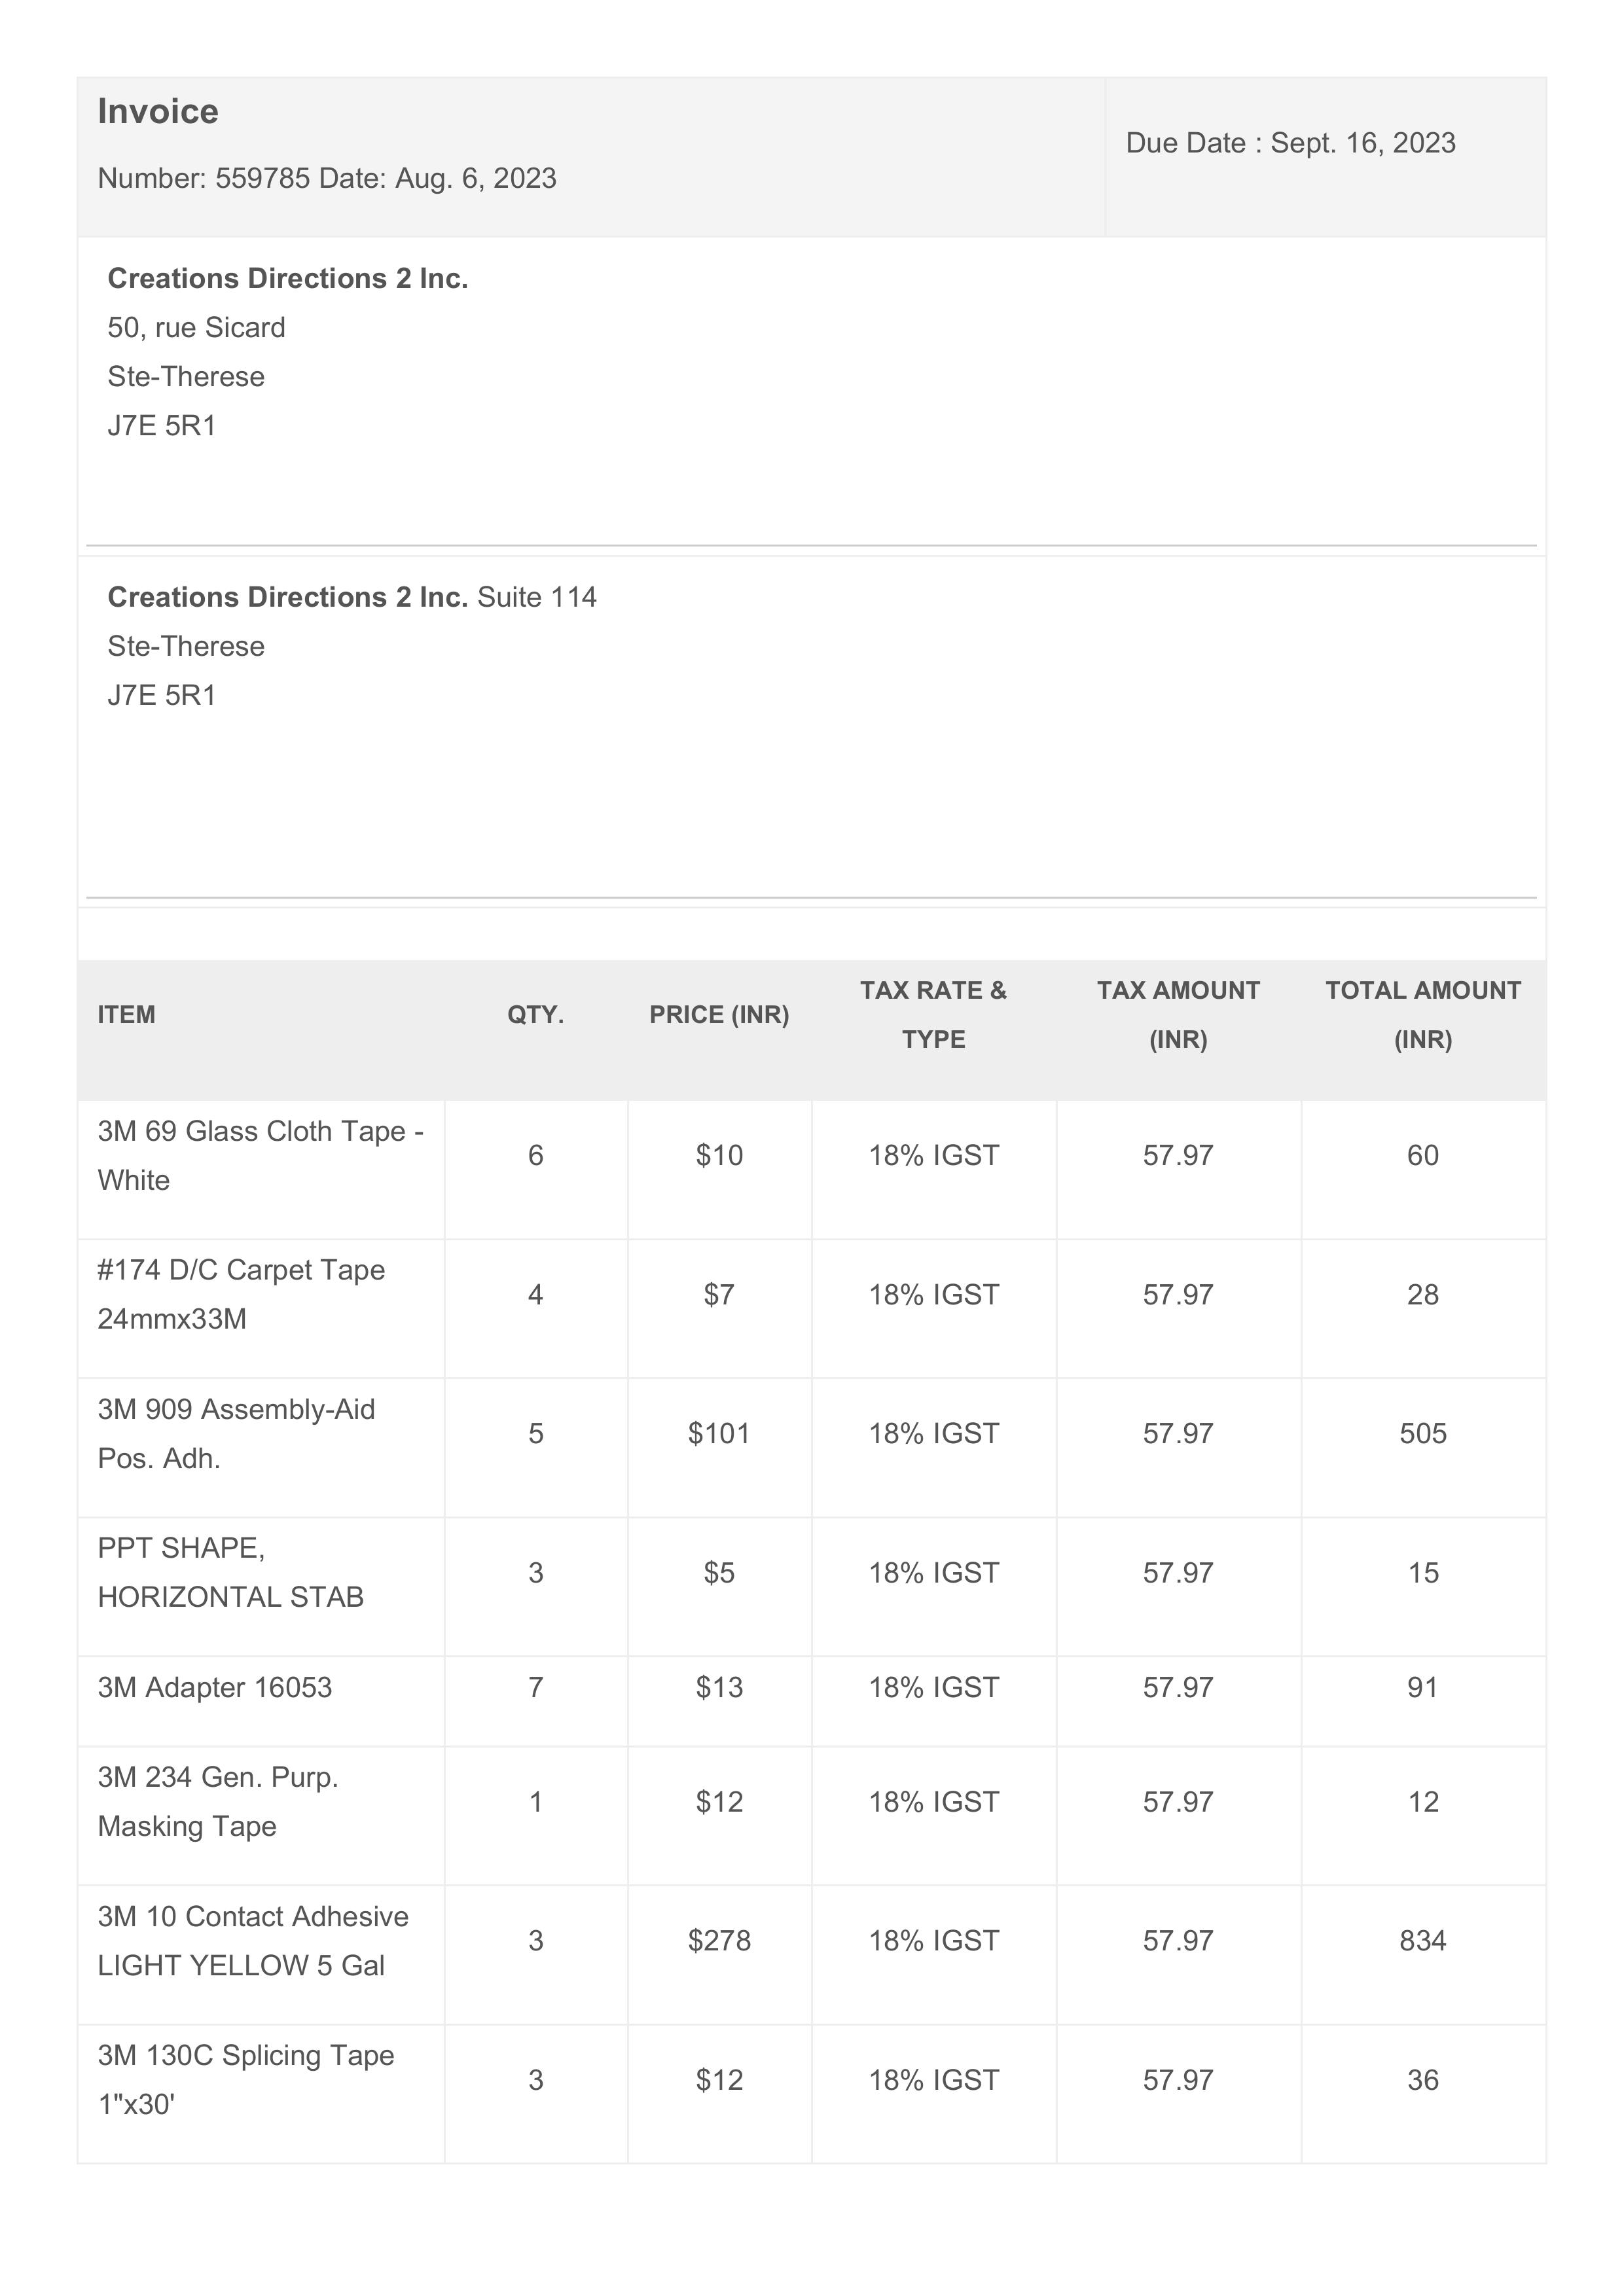 Invoice
Number: 559785 Date: Aug. 6, 2023
Due Date : Sept. 16, 2023
Creations Directions 2 Inc.
50, rue Sicard
Ste-Therese
J7E 5R1
Creations Directions 2 Inc. Suite 114
Ste-Therese
J7E 5R1
ITEM QTY. PRICE (INR) TAX RATE & TYPE TAX AMOUNT (INR) TOTAL AMOUNT (INR)
3M 69 Glass Cloth Tape -
White
6 $10 18% IGST 57.97 60
#174 D/C Carpet Tape
24mmx33M
4 $7 18% IGST 57.97 28
3M 909 Assembly-Aid
Pos. Adh.
5 $101 18% IGST 57.97 505
PPT SHAPE,
HORIZONTAL STAB
3 $5 18% IGST 57.97 15
3M Adapter 16053 7 $13 18% IGST 57.97 91
3M 234 Gen. Purp.
Masking Tape
1 $12 18% IGST 57.97 12
3M 10 Contact Adhesive
LIGHT YELLOW 5 Gal
3 $278 18% IGST 57.97 834
3M 130C Splicing Tape
1"x30'
3 $12 18% IGST 57.97 36